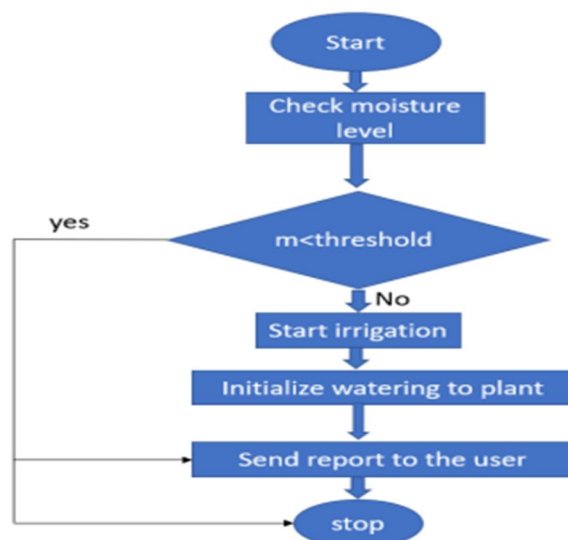 Start
Check moisture
level
yes
m<threshold
No
Start irrigation
Initialize watering to plant
Send report to the user
stop